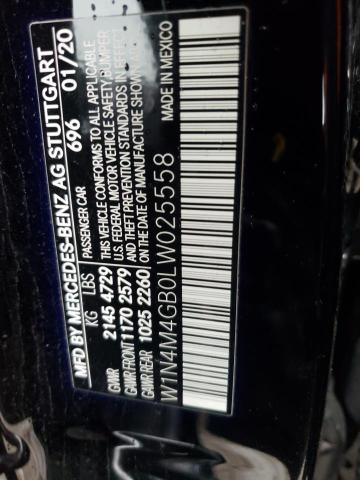 MFD BY MERCEDES-BENZ AG STUTTGART
696 01/20
PASSENGER CAR
THIS VEHICLE CONFORMS TO ALL APPLICABLE
U.S. FEDERAL MOTOR VEHICLE SAFETY BUMPER
AND THEFT PREVENTION STANDARDS IN EFFECT
ON THE DATE OF MANUFACTURE SHOWN ABOVE
KG LBS
GVWR 2145 4729
GAWR FRONT 1170 2579
GAWR REAR 1025 2260
W1N4M4GB0LW025558
MADE IN MEXICO